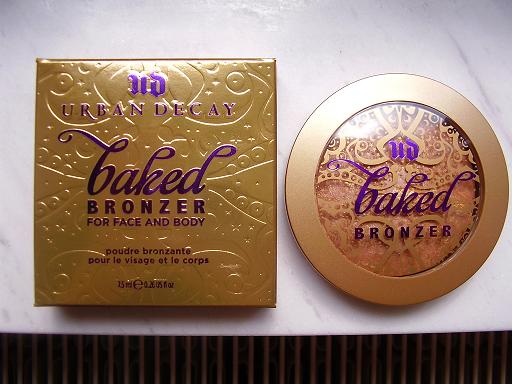 UD
URBAN DECAY
baked
BRONZER
FOR FACE AND BODY
poudre bronzante
pour le visage et le corps
7.5 ml ℮ 0.26 US fl oz
UD
baked
BRONZER